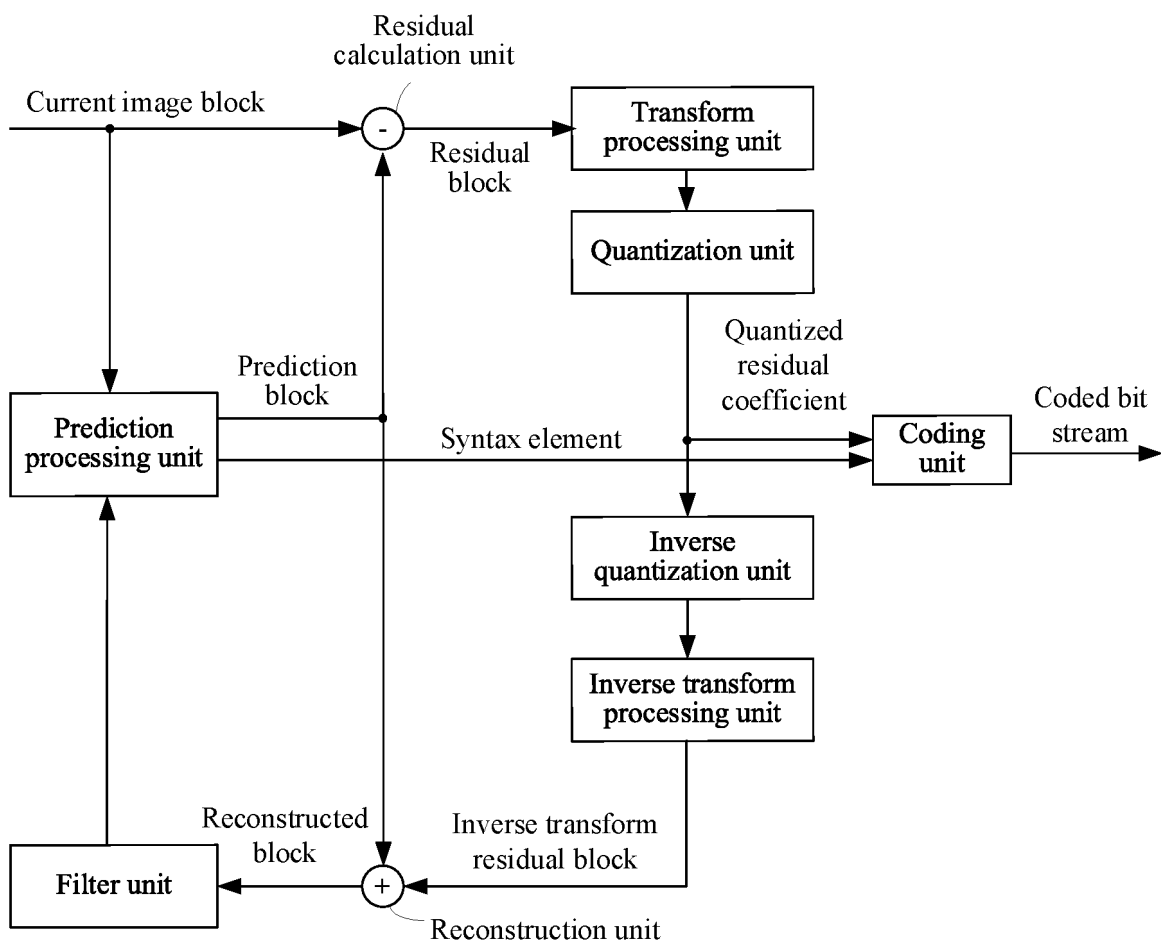 Residual
calculation unit
Current image block
-
Transform
processing unit
Residual
block
Quantization unit
Quantized
residual
coefficient
Prediction
block
Coded bit
stream
Prediction
processing unit
Syntax element
Coding
unit
Inverse
quantization unit
Inverse transform
processing unit
Reconstructed
block
Inverse transform
residual block
Filter unit
+
Reconstruction unit